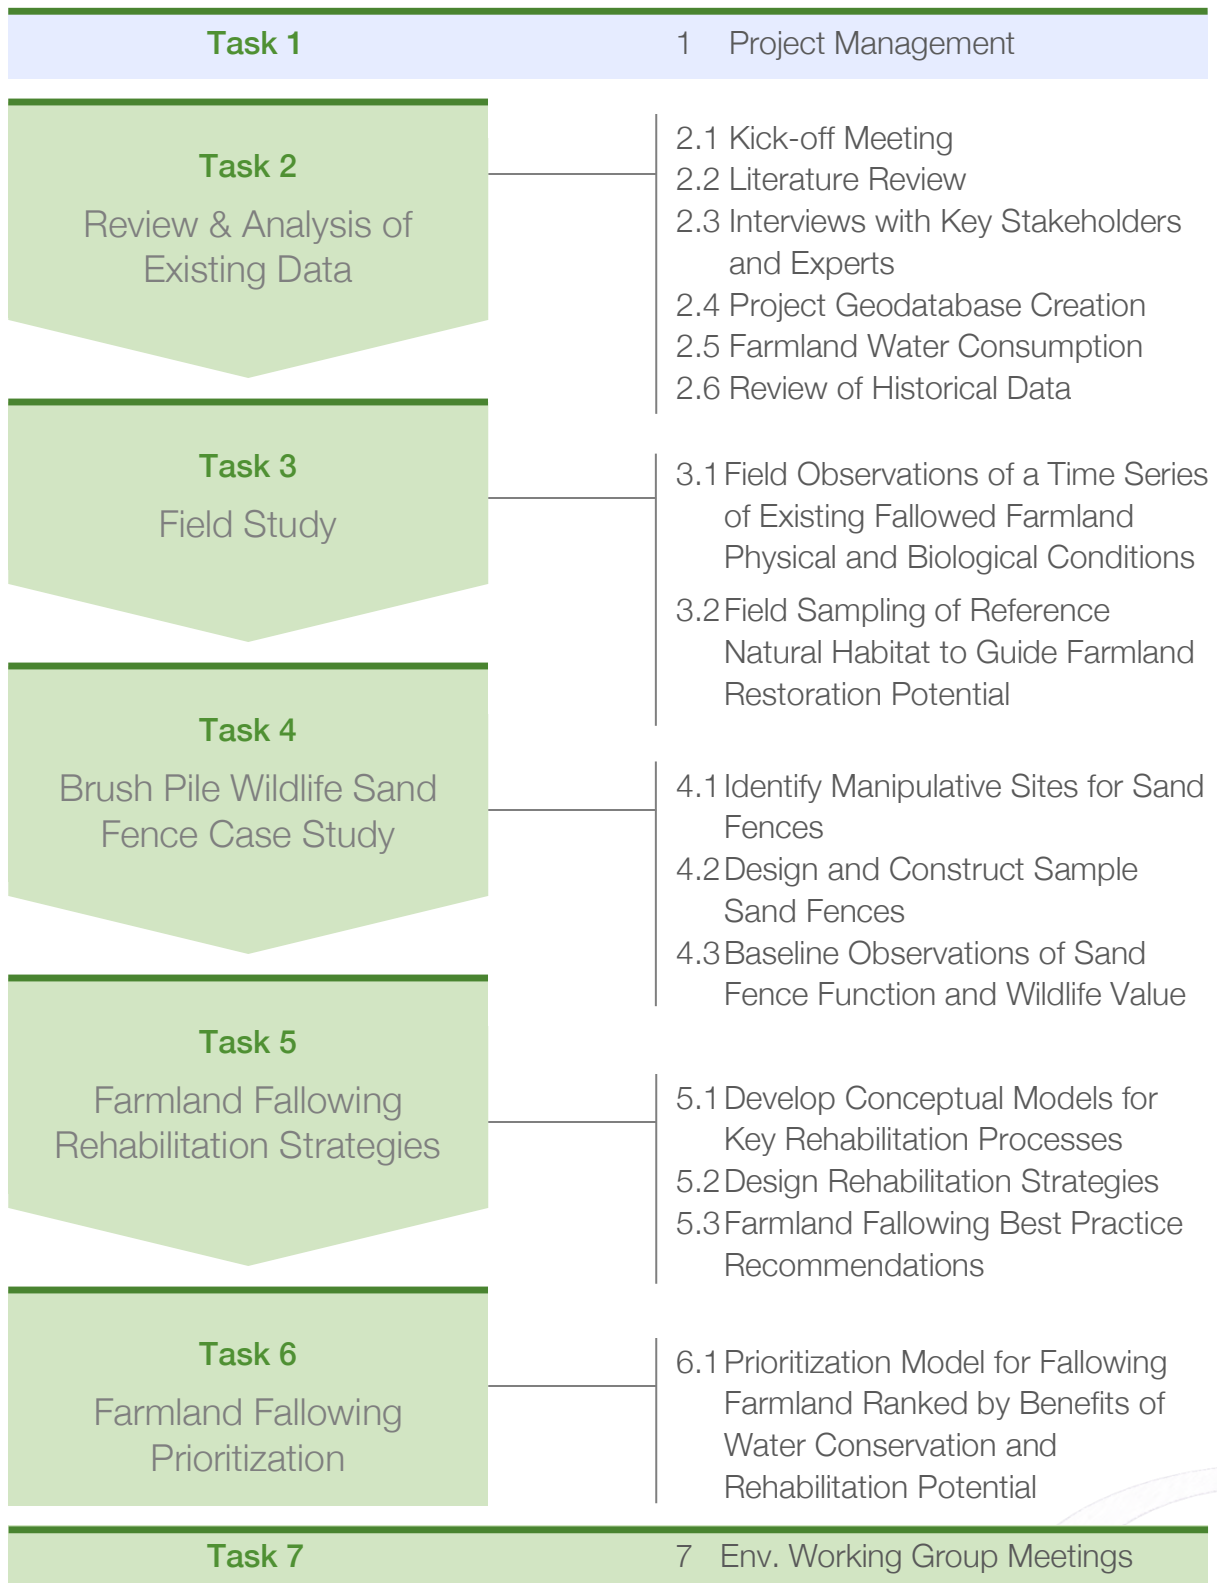 Task 1
1 Project Management
Task 2
Review & Analysis of
Existing Data
2.1 Kick-off Meeting
2.2 Literature Review
2.3 Interviews with Key Stakeholders
and Experts
2.4 Project Geodatabase Creation
2.5 Farmland Water Consumption
2.6 Review of Historical Data
Task 3
Field Study
3.1 Field Observations of a Time Series
of Existing Fallowed Farmland
Physical and Biological Conditions
3.2 Field Sampling of Reference
Natural Habitat to Guide Farmland
Restoration Potential
Task 4
Brush Pile Wildlife Sand
Fence Case Study
4.1 Identify Manipulative Sites for Sand
Fences
4.2 Design and Construct Sample
Sand Fences
4.3 Baseline Observations of Sand
Fence Function and Wildlife Value
Task 5
Farmland Fallowing
Rehabilitation Strategies
5.1 Develop Conceptual Models for
Key Rehabilitation Processes
5.2 Design Rehabilitation Strategies
5.3 Farmland Fallowing Best Practice
Recommendations
Task 6
Farmland Fallowing
Prioritization
6.1 Prioritization Model for Fallowing
Farmland Ranked by Benefits of
Water Conservation and
Rehabilitation Potential
Task 7
7 Env. Working Group Meetings